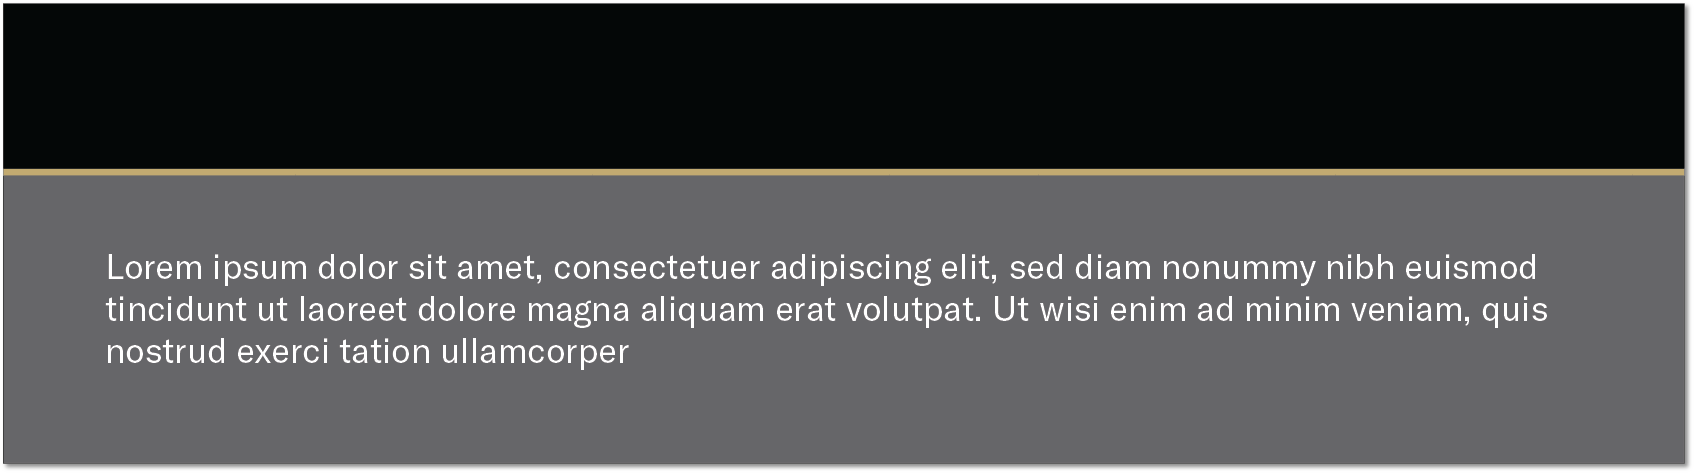 Lorem ipsum dolor sit amet, consectetuer adipiscing elit, sed diam nonummy nibh euismod
tincidunt ut laoreet dolore magna aliquam erat volutpat. Ut wisi enim ad minim veniam, quis
nostrud exerci tation ullamcorper